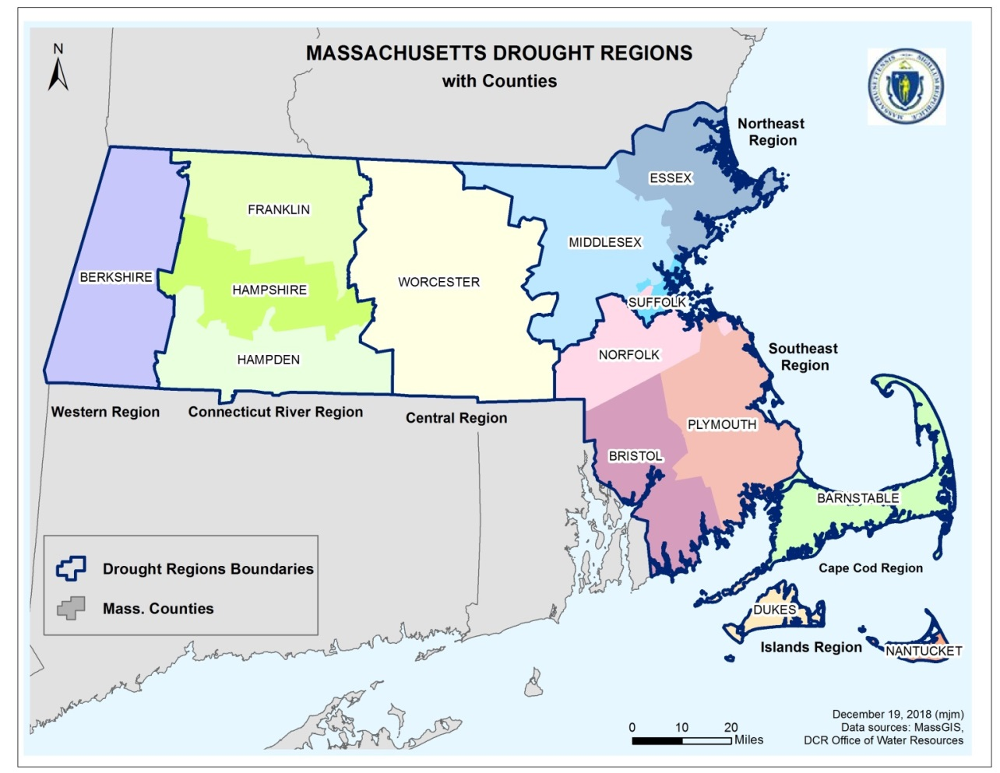 MASSACHUSETTS DROUGHT REGIONS
with Counties
N
Northeast
Region
ESSEX
FRANKLIN
MIDDLESEX
BERKSHIRE
HAMPSHIRE
WORCESTER
SUFFOLK
HAMPDEN
NORFOLK
Southeast
Region
Western Region
Connecticut River Region
Central Region
PLYMOUTH
BRISTOL
BARNSTABLE
Cape Cod Region
Drought Regions Boundaries
Mass. Counties
DUKES
Islands Region
NANTUCKET
0 10 20
Miles
December 19, 2018 (mjm)
Data sources: MassGIS,
DCR Office of Water Resources